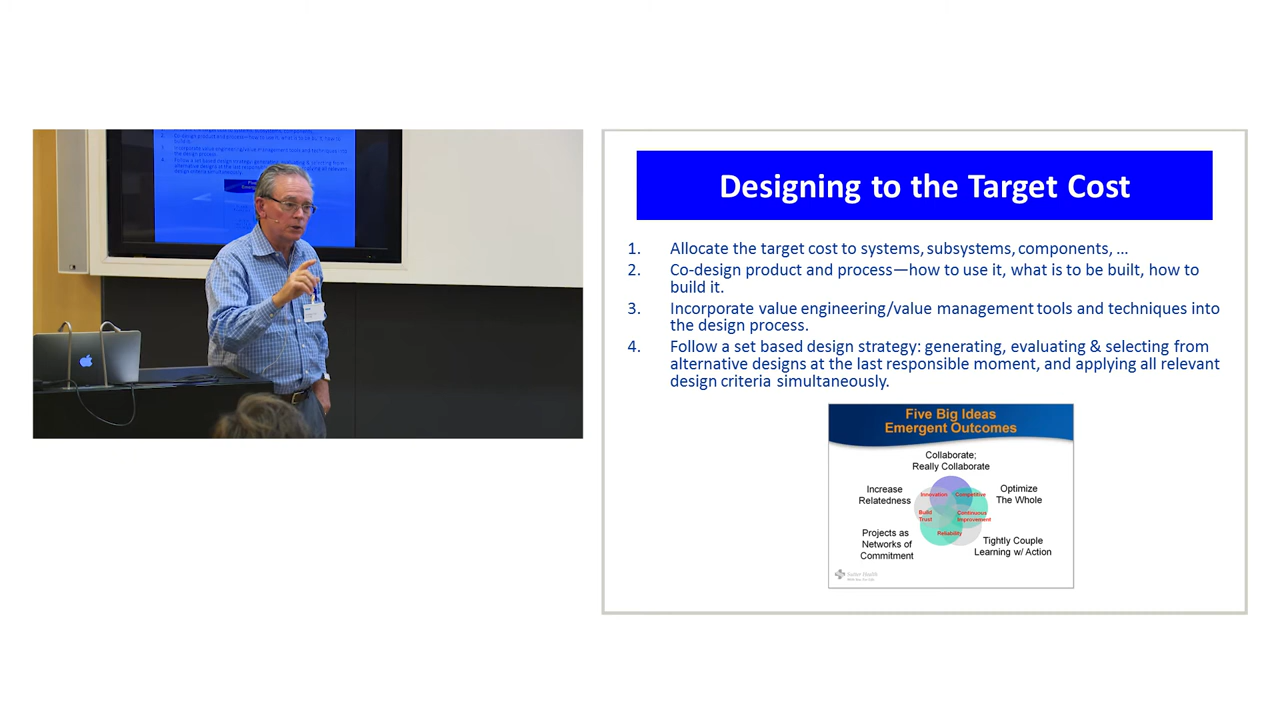 Designing to the Target Cost
1. Allocate the target cost to systems, subsystems, components, ...
2. Co-design product and process—how to use it, what is to be built, how to
build it.
3. Incorporate value engineering/value management tools and techniques into
the design process.
4. Follow a set based design strategy: generating, evaluating & selecting from
alternative designs at the last responsible moment, and applying all relevant
design criteria simultaneously.
Five Big Ideas
Emergent Outcomes
Collaborate;
Really Collaborate
Increase
Relatedness
Optimize
The Whole
Innovation
Competitive
Build
Trust
Continuous
Improvement
Reliability
Projects as
Networks of
Commitment
Tightly Couple
Learning w/ Action
Sutter Health